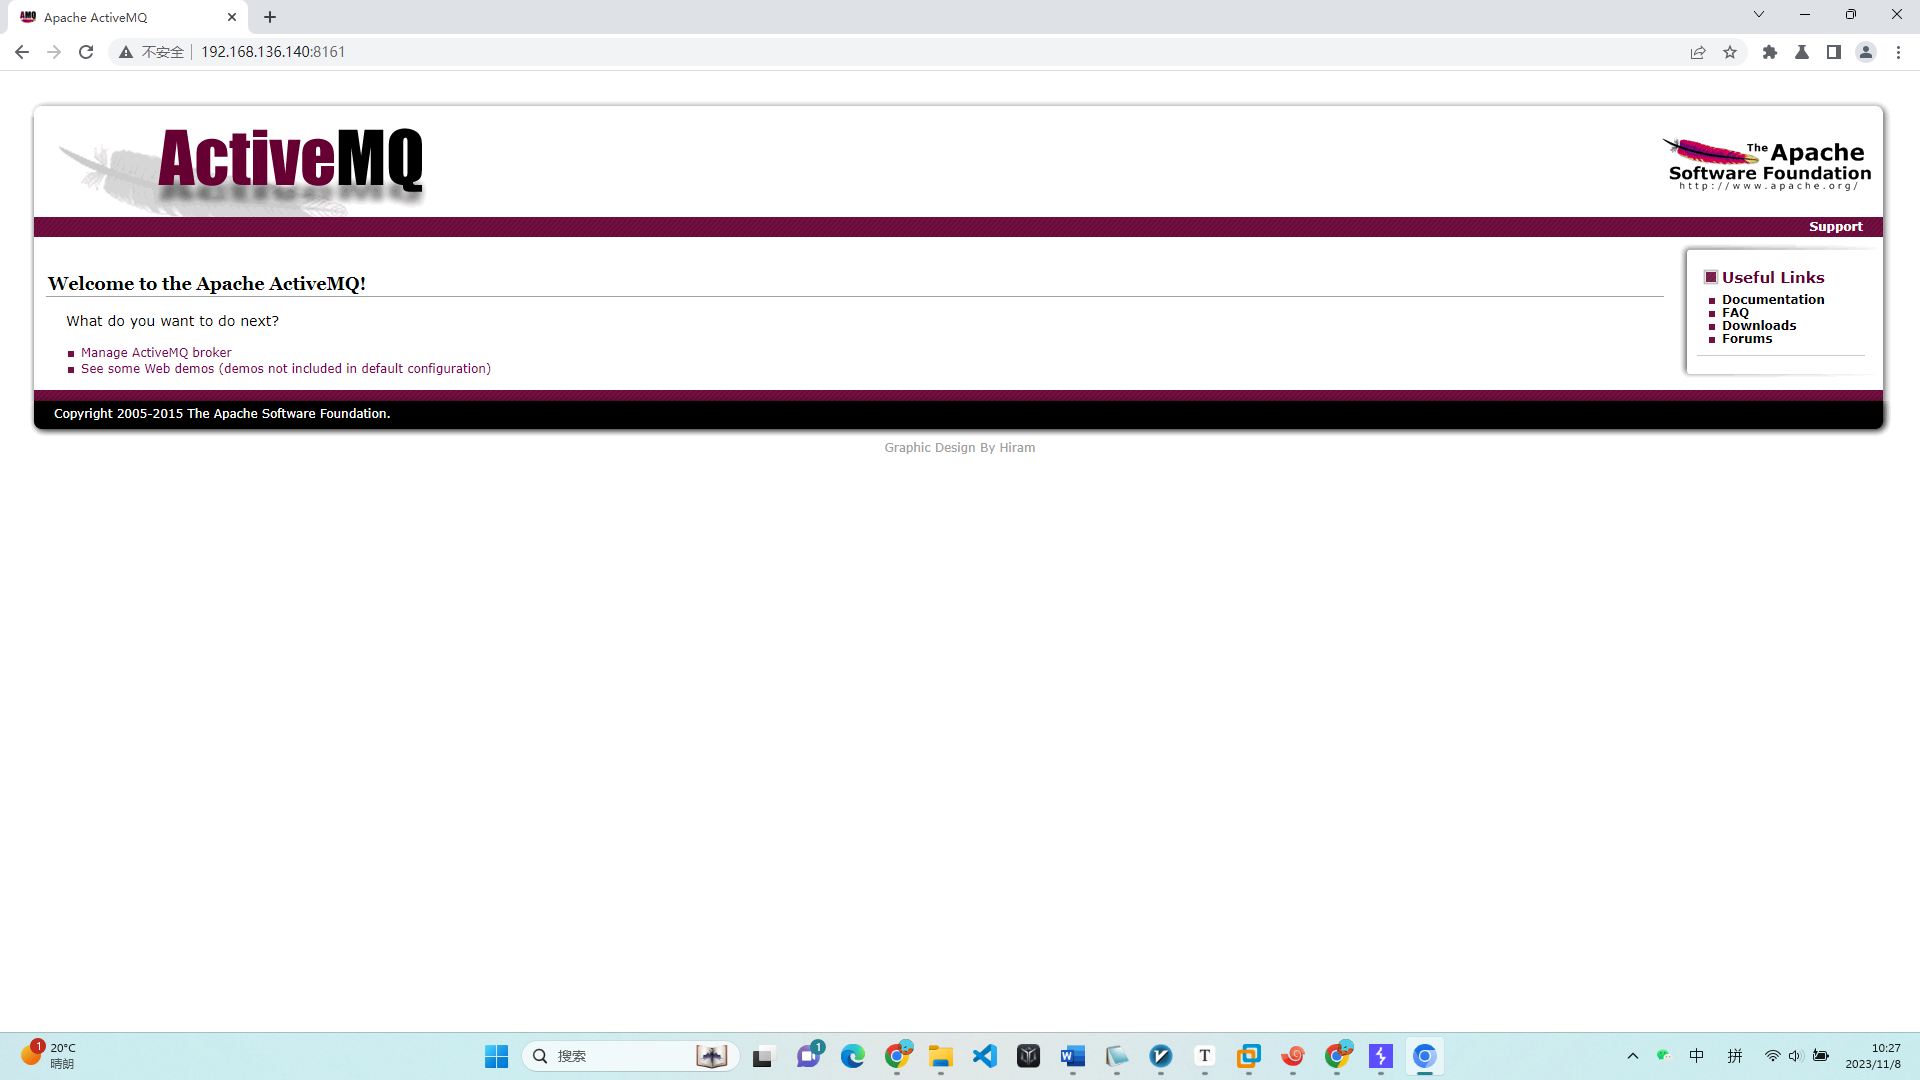 AMQ Apache ActiveMQ
不安全 192.168.136.140:8161
ActiveMQ
The Apache
Software Foundation
http://www.apache.org/
Support
Welcome to the Apache ActiveMQ!
What do you want to do next?
Manage ActiveMQ broker
See some Web demos (demos not included in default configuration)
Useful Links
Documentation
FAQ
Downloads
Forums
Copyright 2005-2015 The Apache Software Foundation.
Graphic Design By Hiram
1
20°C
晴朗
搜索
1
W
T
中
拼
10:27
2023/11/8